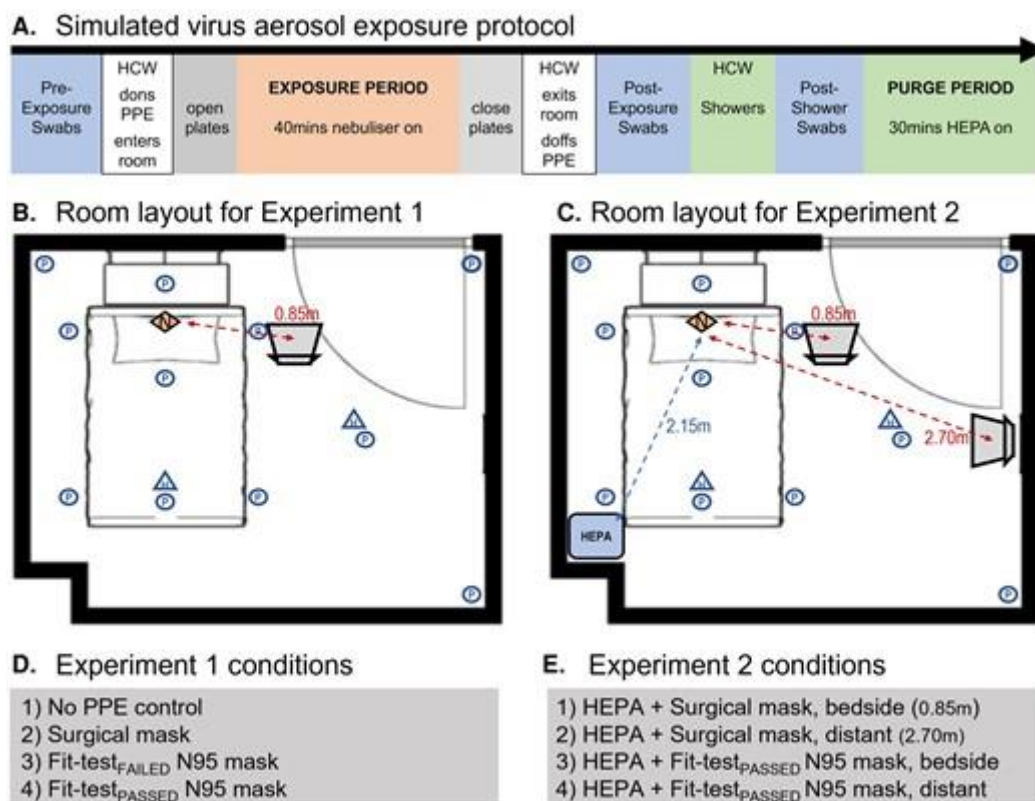 A. Simulated virus aerosol exposure protocol
Pre-
Exposure
Swabs
HCW
dons
PPE
enters
room
open
plates
EXPOSURE PERIOD
40mins nebuliser on
close
plates
HCW
exits
room
doffs
PPE
Post-
Exposure
Swabs
HCW
Showers
Post-
Shower
Swabs
PURGE PERIOD
30mins HEPA on
B. Room layout for Experiment 1
P
P
P
N
0.85m
P
P
P
P
P
P
P
P
C. Room layout for Experiment 2
P
P
P
N
0.85m
P
P
2.15m
P
2.70m
P
P
P
P
HEPA
P
D. Experiment 1 conditions
1) No PPE control
2) Surgical mask
3) Fit-testFAILED N95 mask
4) Fit-testPASSED N95 mask
E. Experiment 2 conditions
1) HEPA + Surgical mask, bedside (0.85m)
2) HEPA + Surgical mask, distant (2.70m)
3) HEPA + Fit-testPASSED N95 mask, bedside
4) HEPA + Fit-testPASSED N95 mask, distant